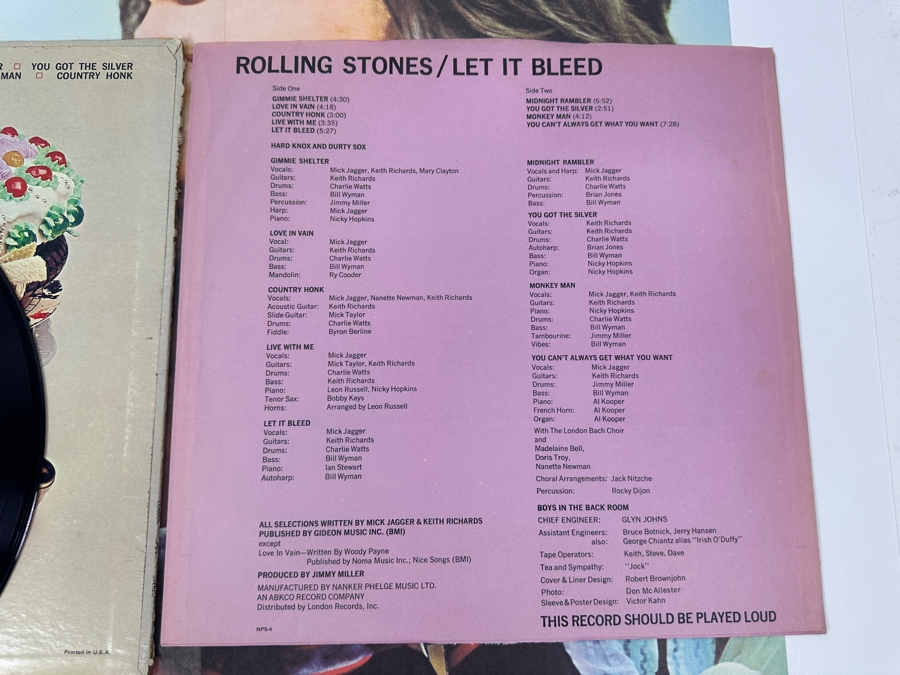 YOU GOT THE SILVER
MAN □ COUNTRY HONK
Printed in U.S.A.
ROLLING STONES/LET IT BLEED
Side One
GIMMIE SHELTER (4:30)
LOVE IN VAIN (4:18)
COUNTRY HONK (3:00)
LIVE WITH ME (3:35)
LET IT BLEED (5:27)
HARD KNOX AND DURTY SOX
GIMMIE SHELTER
Vocals: Mick Jagger, Keith Richards, Mary Clayton
Guitars: Keith Richards
Drums: Charlie Watts
Bass: Bill Wyman
Percussion: Jimmy Miller
Harp: Mick Jagger
Piano: Nicky Hopkins
LOVE IN VAIN
Vocal: Mick Jagger
Guitars: Keith Richards
Drums: Charlie Watts
Bass: Bill Wyman
Mandolin: Ry Cooder
COUNTRY HONK
Vocals: Mick Jagger, Nanette Newman, Keith Richards
Acoustic Guitar: Keith Richards
Slide Guitar: Mick Taylor
Drums: Charlie Watts
Fiddle: Byron Berline
LIVE WITH ME
Vocals: Mick Jagger
Guitars: Mick Taylor, Keith Richards
Drums: Charlie Watts
Bass: Keith Richards
Piano: Leon Russell, Nicky Hopkins
Tenor Sax: Bobby Keys
Horns: Arranged by Leon Russell
LET IT BLEED
Vocals: Mick Jagger
Guitars: Keith Richards
Drums: Charlie Watts
Bass: Bill Wyman
Piano: Ian Stewart
Autoharp: Bill Wyman
ALL SELECTIONS WRITTEN BY MICK JAGGER & KEITH RICHARDS
PUBLISHED BY GIDEON MUSIC INC. (BMI)
except
Love In Vain—Written By Woody Payne
Published by Noma Music Inc.; Nice Songs (BMI)
PRODUCED BY JIMMY MILLER
MANUFACTURED BY NANKER PHELGE MUSIC LTD.
AN ABKCO RECORD COMPANY
Distributed by London Records, Inc.
NPS-4
Side Two
MIDNIGHT RAMBLER (6:52)
YOU GOT THE SILVER (2:51)
MONKEY MAN (4:12)
YOU CAN'T ALWAYS GET WHAT YOU WANT (7:28)
MIDNIGHT RAMBLER
Vocals and Harp: Mick Jagger
Guitars: Keith Richards
Drums: Charlie Watts
Percussion: Brian Jones
Bass: Bill Wyman
YOU GOT THE SILVER
Vocals: Keith Richards
Guitars: Keith Richards
Drums: Charlie Watts
Autoharp: Brian Jones
Bass: Bill Wyman
Piano: Nicky Hopkins
Organ: Nicky Hopkins
MONKEY MAN
Vocals: Mick Jagger, Keith Richards
Guitars: Keith Richards
Piano: Nicky Hopkins
Drums: Charlie Watts
Bass: Bill Wyman
Tambourine: Jimmy Miller
Vibes: Bill Wyman
YOU CAN'T ALWAYS GET WHAT YOU WANT
Vocals: Mick Jagger
Guitars: Keith Richards
Drums: Jimmy Miller
Bass: Bill Wyman
Piano: Al Kooper
French Horn: Al Kooper
Organ: Al Kooper
With The London Bach Choir
and
Madelaine Bell,
Doris Troy,
Nanette Newman
Choral Arrangements: Jack Nitzche
Percussion: Rocky Dijon
BOYS IN THE BACK ROOM
CHIEF ENGINEER: GLYN JOHNS
Assistant Engineers: Bruce Botnick, Jerry Hansen
also: George Chiantz alias "Irish O'Duffy"
Tape Operators: Keith, Steve, Dave
Tea and Sympathy: "Jock"
Cover & Liner Design: Robert Brownjohn
Photo: Don McAllester
Sleeve & Poster Design: Victor Kahn
THIS RECORD SHOULD BE PLAYED LOUD